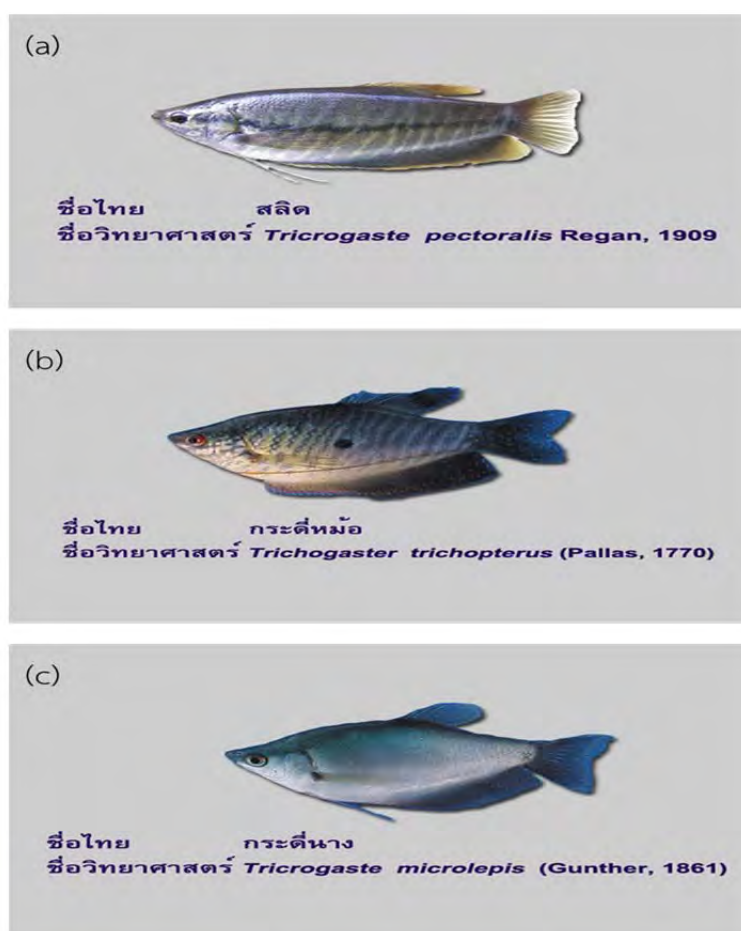 (a)
ชื่อไทย สลิด
ชื่อวิทยาศาสตร์ Tricrogaste pectoralis Regan, 1909
(b)
ชื่อไทย กระดี่หม้อ
ชื่อวิทยาศาสตร์ Trichogaster trichopterus (Pallas, 1770)
(c)
ชื่อไทย กระดี่นาง
ชื่อวิทยาศาสตร์ Tricrogaste microlepis (Gunther, 1861)